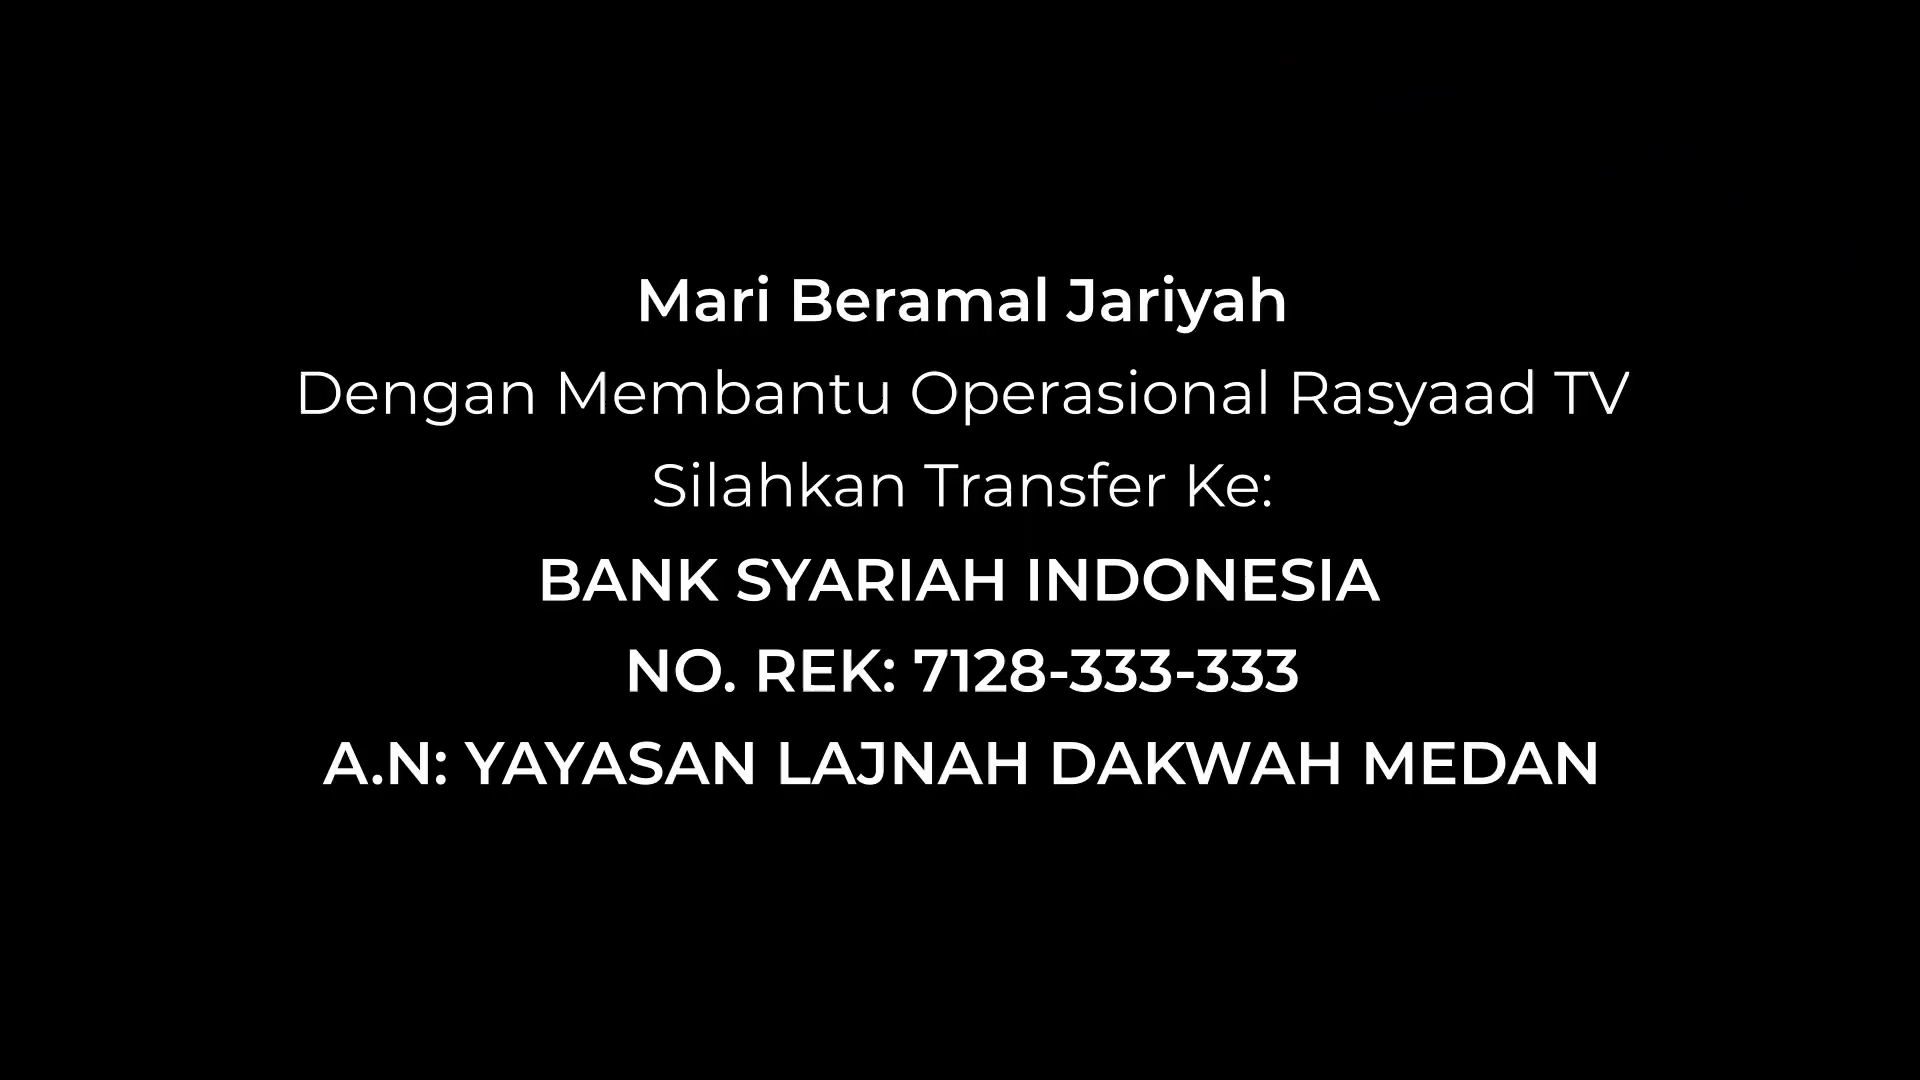 Mari Beramal Jariyah
Dengan Membantu Operasional Rasyaad TV
Silahkan Transfer Ke:
BANK SYARIAH INDONESIA
NO. REK: 7128-333-333
A.N: YAYASAN LAJNAH DAKWAH MEDAN